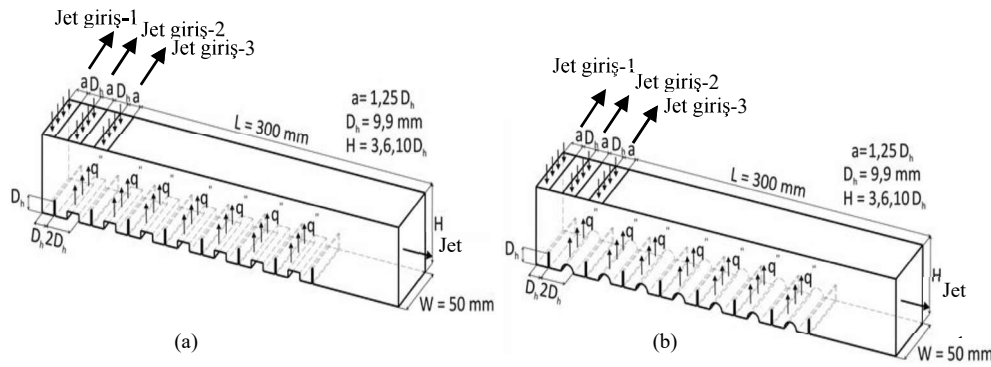 Jet giriş-1
Jet giriş-2
Jet giriş-3
a D_h a D_h a
a= 1,25 D_h
D_h = 9,9 mm
H = 3,6,10D_h
L = 300 mm
q" q" q" q" q" q" q"
D_h
H
Jet
D_h 2D_h
W = 50 mm
(a)
Jet giriş-1
Jet giriş-2
Jet giriş-3
a D_h a D_h a
a=1,25 D_h
D_h = 9,9 mm
H = 3,6,10 D_h
L = 300 mm
q" q" q" q" q" q" q"
D_h
H
Jet
D_h 2D_h
W = 50 mm
(b)